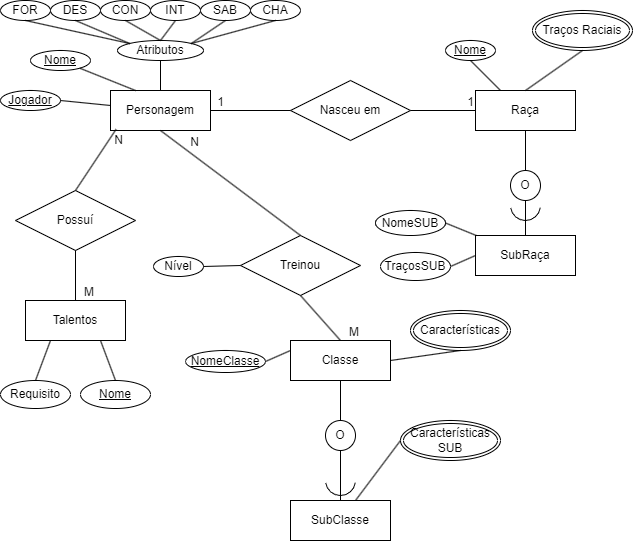 FOR
DES
CON
INT
SAB
CHA
Atributos
Nome
Jogador
Personagem
1
Nasceu em
1
Nome
Traços Raciais
Raça
N
N
O
Possuí
Nível
Treinou
NomeSUB
TraçosSUB
SubRaça
M
Talentos
M
Características
NomeClasse
Classe
Requisito
Nome
O
Características
SUB
SubClasse